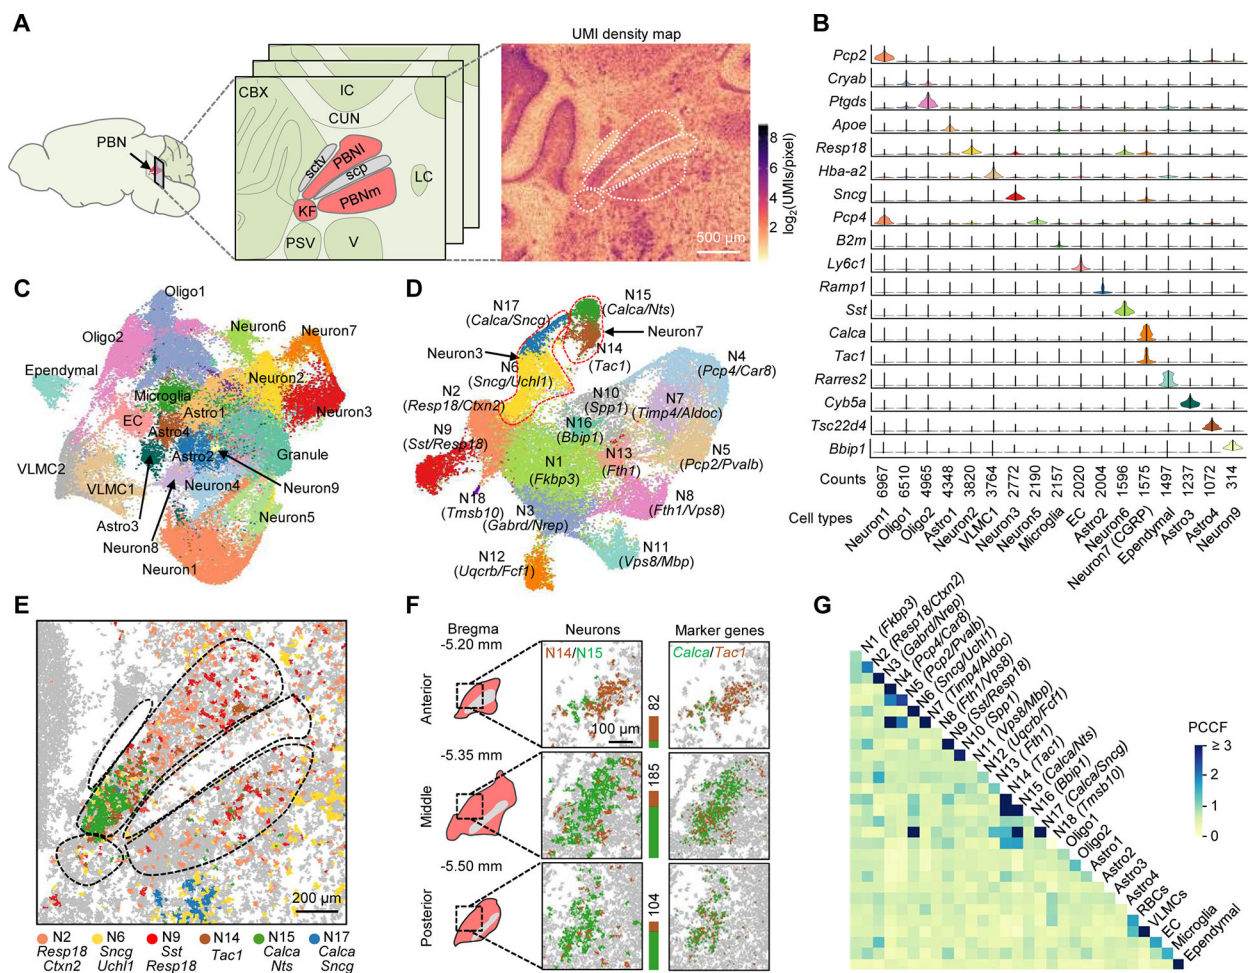 A
PBN
CBX
IC
CUN
sctv
PBNl
scp
PBNm
KF
LC
PSV
V
UMI density map
500 µm
8
6
4
2
log2(UMIs/pixel)
B
Pcp2
Cryab
Ptgds
Apoe
Resp18
Hba-a2
Sncg
Pcp4
B2m
Ly6c1
Ramp1
Sst
Calca
Tac1
Rarres2
Cyb5a
Tsc22d4
Bbip1
Counts
6967
6510
4965
4348
3820
3764
2772
2190
2157
2020
2004
1596
1575
1497
1237
1072
314
Cell types
Neuron1
Oligo1
Oligo2
Astro1
Neuron2
VLMC1
Neuron3
Neuron5
Microglia
EC
Astro2
Neuron6
Neuron7 (CGRP)
Ependymal
Astro3
Astro4
Neuron9
C
Oligo1
Oligo2
Neuron6
Neuron7
Ependymal
Microglia
Neuron2
Astro1
Neuron3
EC
Astro4
Astro2
Granule
VLMC2
VLMC1
Neuron4
Neuron9
Astro3
Neuron5
Neuron8
Neuron1
D
N17
(Calca/Sncg)
N15
(Calca/Nts)
Neuron7
Neuron3
N14
(Tac1)
N6
(Sncg/Uchl1)
N4
(Pcp4/Car8)
N2
(Resp18/Ctxn2)
N10
(Spp1)
N7
(Timp4/Aldoc)
N16
(Bbip1)
N9
(Sst/Resp18)
N5
(Pcp2/Pvalb)
N1
(Fkbp3)
N13
(Fth1)
N18
(Tmsb10)
N3
(Gabrd/Nrep)
N8
(Fth1/Vps8)
N12
(Uqcrb/Fcf1)
N11
(Vps8/Mbp)
E
200 µm
N2
Resp18
Ctxn2
N6
Sncg
Uchl1
N9
Sst
Resp18
N14
Tac1
N15
Calca
Nts
N17
Calca
Sncg
F
Bregma
Neurons
Marker genes
-5.20 mm
N14/N15
Calca/Tac1
Anterior
100 µm
82
-5.35 mm
Middle
185
-5.50 mm
Posterior
104
G
N1 (Fkbp3)
N2 (Resp18/Ctxn2)
N3 (Gabrd/Nrep)
N4 (Pcp4/Car8)
N5 (Pcp2/Pvalb)
N6 (Sncg/Uchl1)
N7 (Timp4/Aldoc)
N8 (Fth1/Vps8)
N9 (Sst/Resp18)
N10 (Spp1)
N11 (Vps8/Mbp)
N12 (Uqcrb/Fcf1)
N13 (Fth1)
N14 (Tac1)
N15 (Calca/Nts)
N16 (Bbip1)
N17 (Calca/Sncg)
N18 (Tmsb10)
Oligo1
Oligo2
Astro1
Astro2
Astro3
Astro4
RBCs
VLMCs
EC
Microglia
Ependymal
PCCF
≥ 3
2
1
0